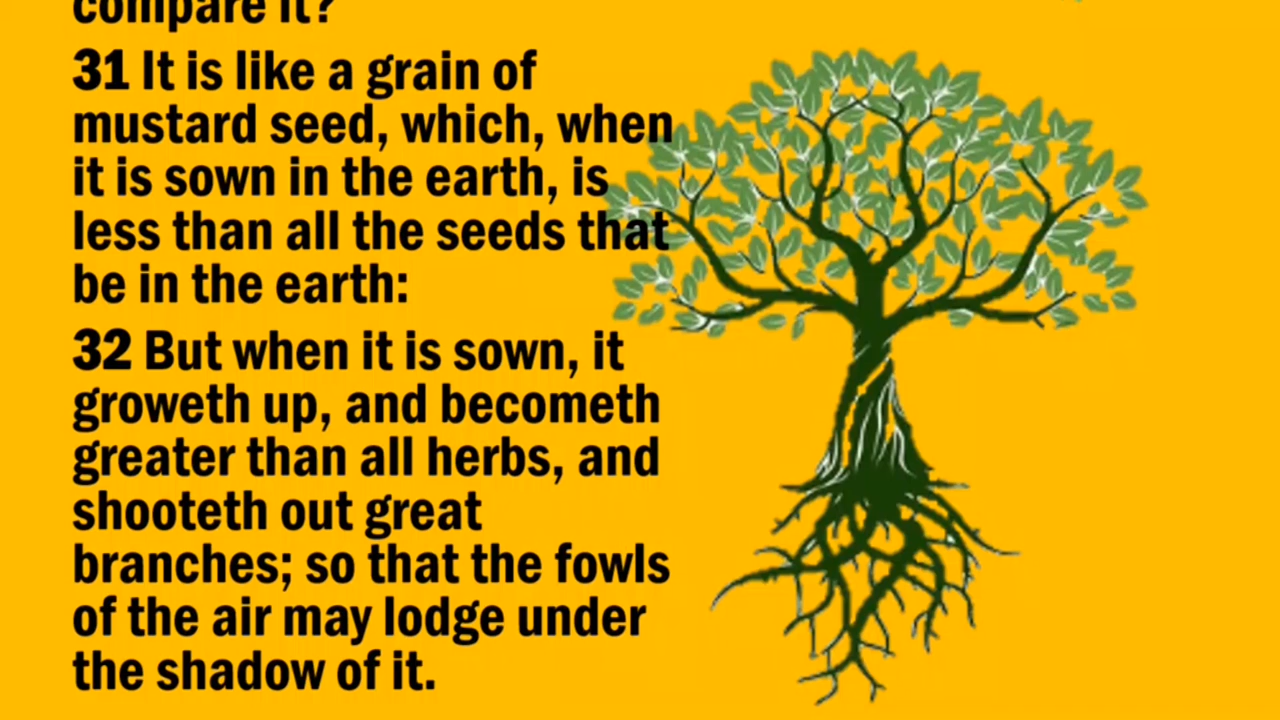 compare it?
31 It is like a grain of
mustard seed, which, when
it is sown in the earth, is
less than all the seeds that
be in the earth:
32 But when it is sown, it
groweth up, and becometh
greater than all herbs, and
shooteth out great
branches; so that the fowls
of the air may lodge under
the shadow of it.